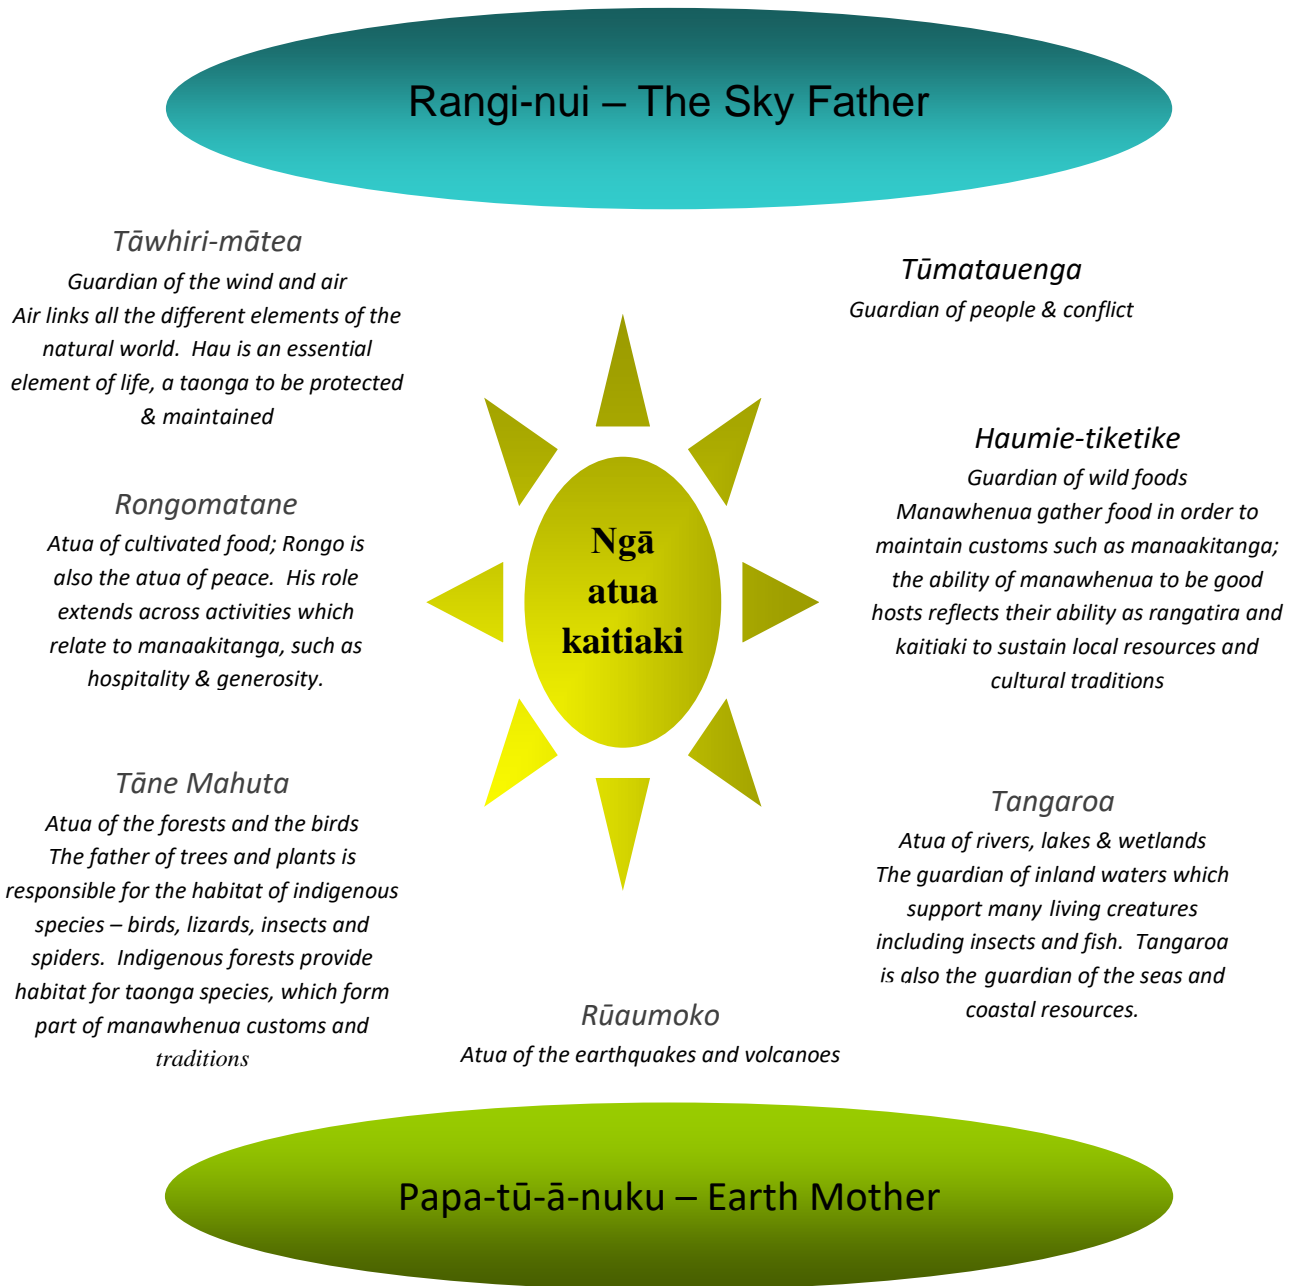 Rangi-nui – The Sky Father
Tāwhiri-mātea
Guardian of the wind and air
Air links all the different elements of the
natural world. Hau is an essential
element of life, a taonga to be protected
& maintained
Rongomatane
Atua of cultivated food; Rongo is
also the atua of peace. His role
extends across activities which
relate to manaakitanga, such as
hospitality & generosity.
Tāne Mahuta
Atua of the forests and the birds
The father of trees and plants is
responsible for the habitat of indigenous
species – birds, lizards, insects and
spiders. Indigenous forests provide
habitat for taonga species, which form
part of manawhenua customs and
traditions
Ngā
atua
kaitiaki
Tūmatauenga
Guardian of people & conflict
Haumie-tiketike
Guardian of wild foods
Manawhenua gather food in order to
maintain customs such as manaakitanga;
the ability of manawhenua to be good
hosts reflects their ability as rangatira and
kaitiaki to sustain local resources and
cultural traditions
Tangaroa
Atua of rivers, lakes & wetlands
The guardian of inland waters which
support many living creatures
including insects and fish. Tangaroa
is also the guardian of the seas and
coastal resources.
Rūaumoko
Atua of the earthquakes and volcanoes
Papa-tū-ā-nuku – Earth Mother